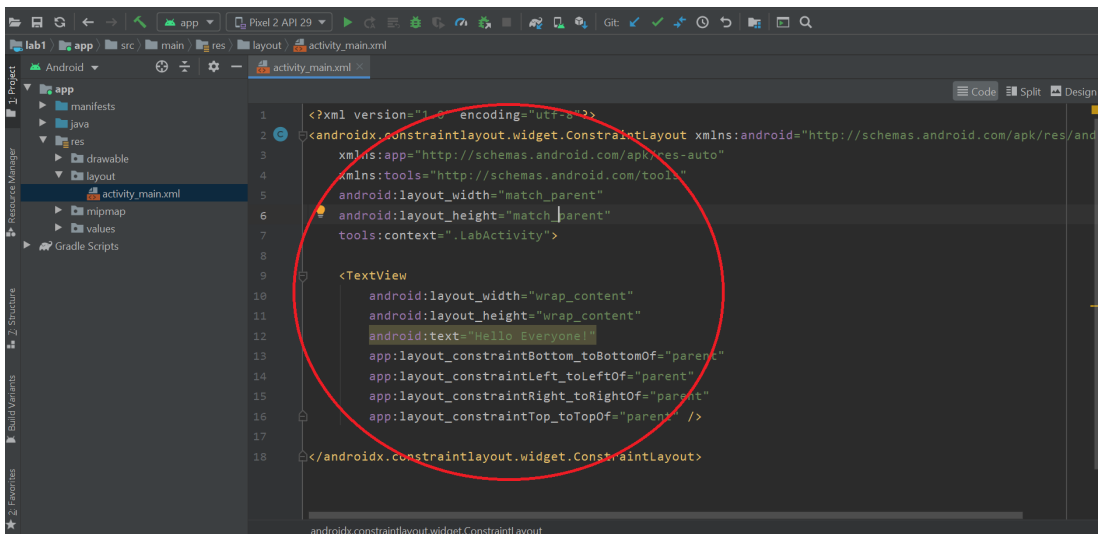 app
Pixel 2 API 29
Git:
lab1
app
src
main
res
layout
activity_main.xml
1: Project
Resource Manager
7: Structure
Build Variants
2: Favorites
Android
app
manifests
java
res
drawable
layout
activity_main.xml
mipmap
values
Gradle Scripts
activity_main.xml
Code
Split
Design
1 <?xml version="1.0" encoding="utf-8"?>
2 <androidx.constraintlayout.widget.ConstraintLayout xmlns:android="http://schemas.android.com/apk/res/and
3 xmlns:app="http://schemas.android.com/apk/res-auto"
4 xmlns:tools="http://schemas.android.com/tools"
5 android:layout_width="match_parent"
6 android:layout_height="match_parent"
7 tools:context=".LabActivity">
8
9 <TextView
10 android:layout_width="wrap_content"
11 android:layout_height="wrap_content"
12 android:text="Hello Everyone!"
13 app:layout_constraintBottom_toBottomOf="parent"
14 app:layout_constraintLeft_toLeftOf="parent"
15 app:layout_constraintRight_toRightOf="parent"
16 app:layout_constraintTop_toTopOf="parent" />
17
18 </androidx.constraintlayout.widget.ConstraintLayout>
androidx.constraintlayout.widget.ConstraintLayout